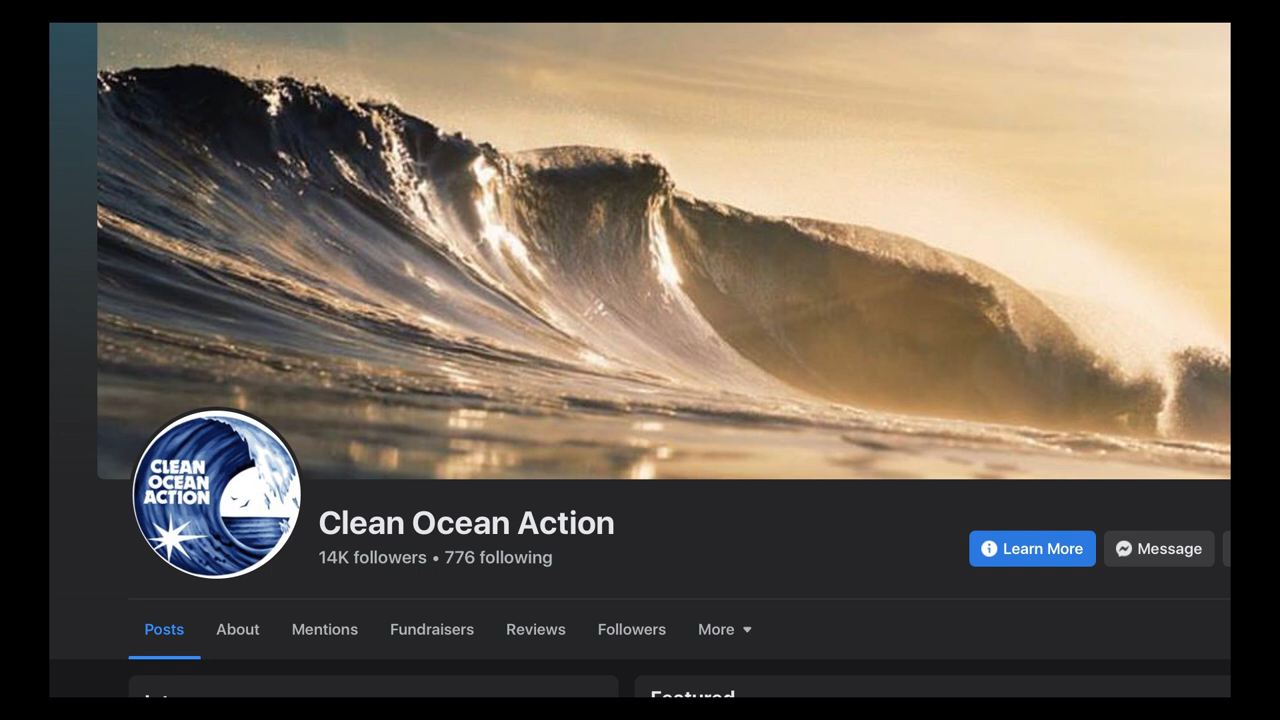 CLEAN
OCEAN
ACTION
Clean Ocean Action
14K followers • 776 following
Learn More
Message
Posts
About
Mentions
Fundraisers
Reviews
Followers
More
Featured